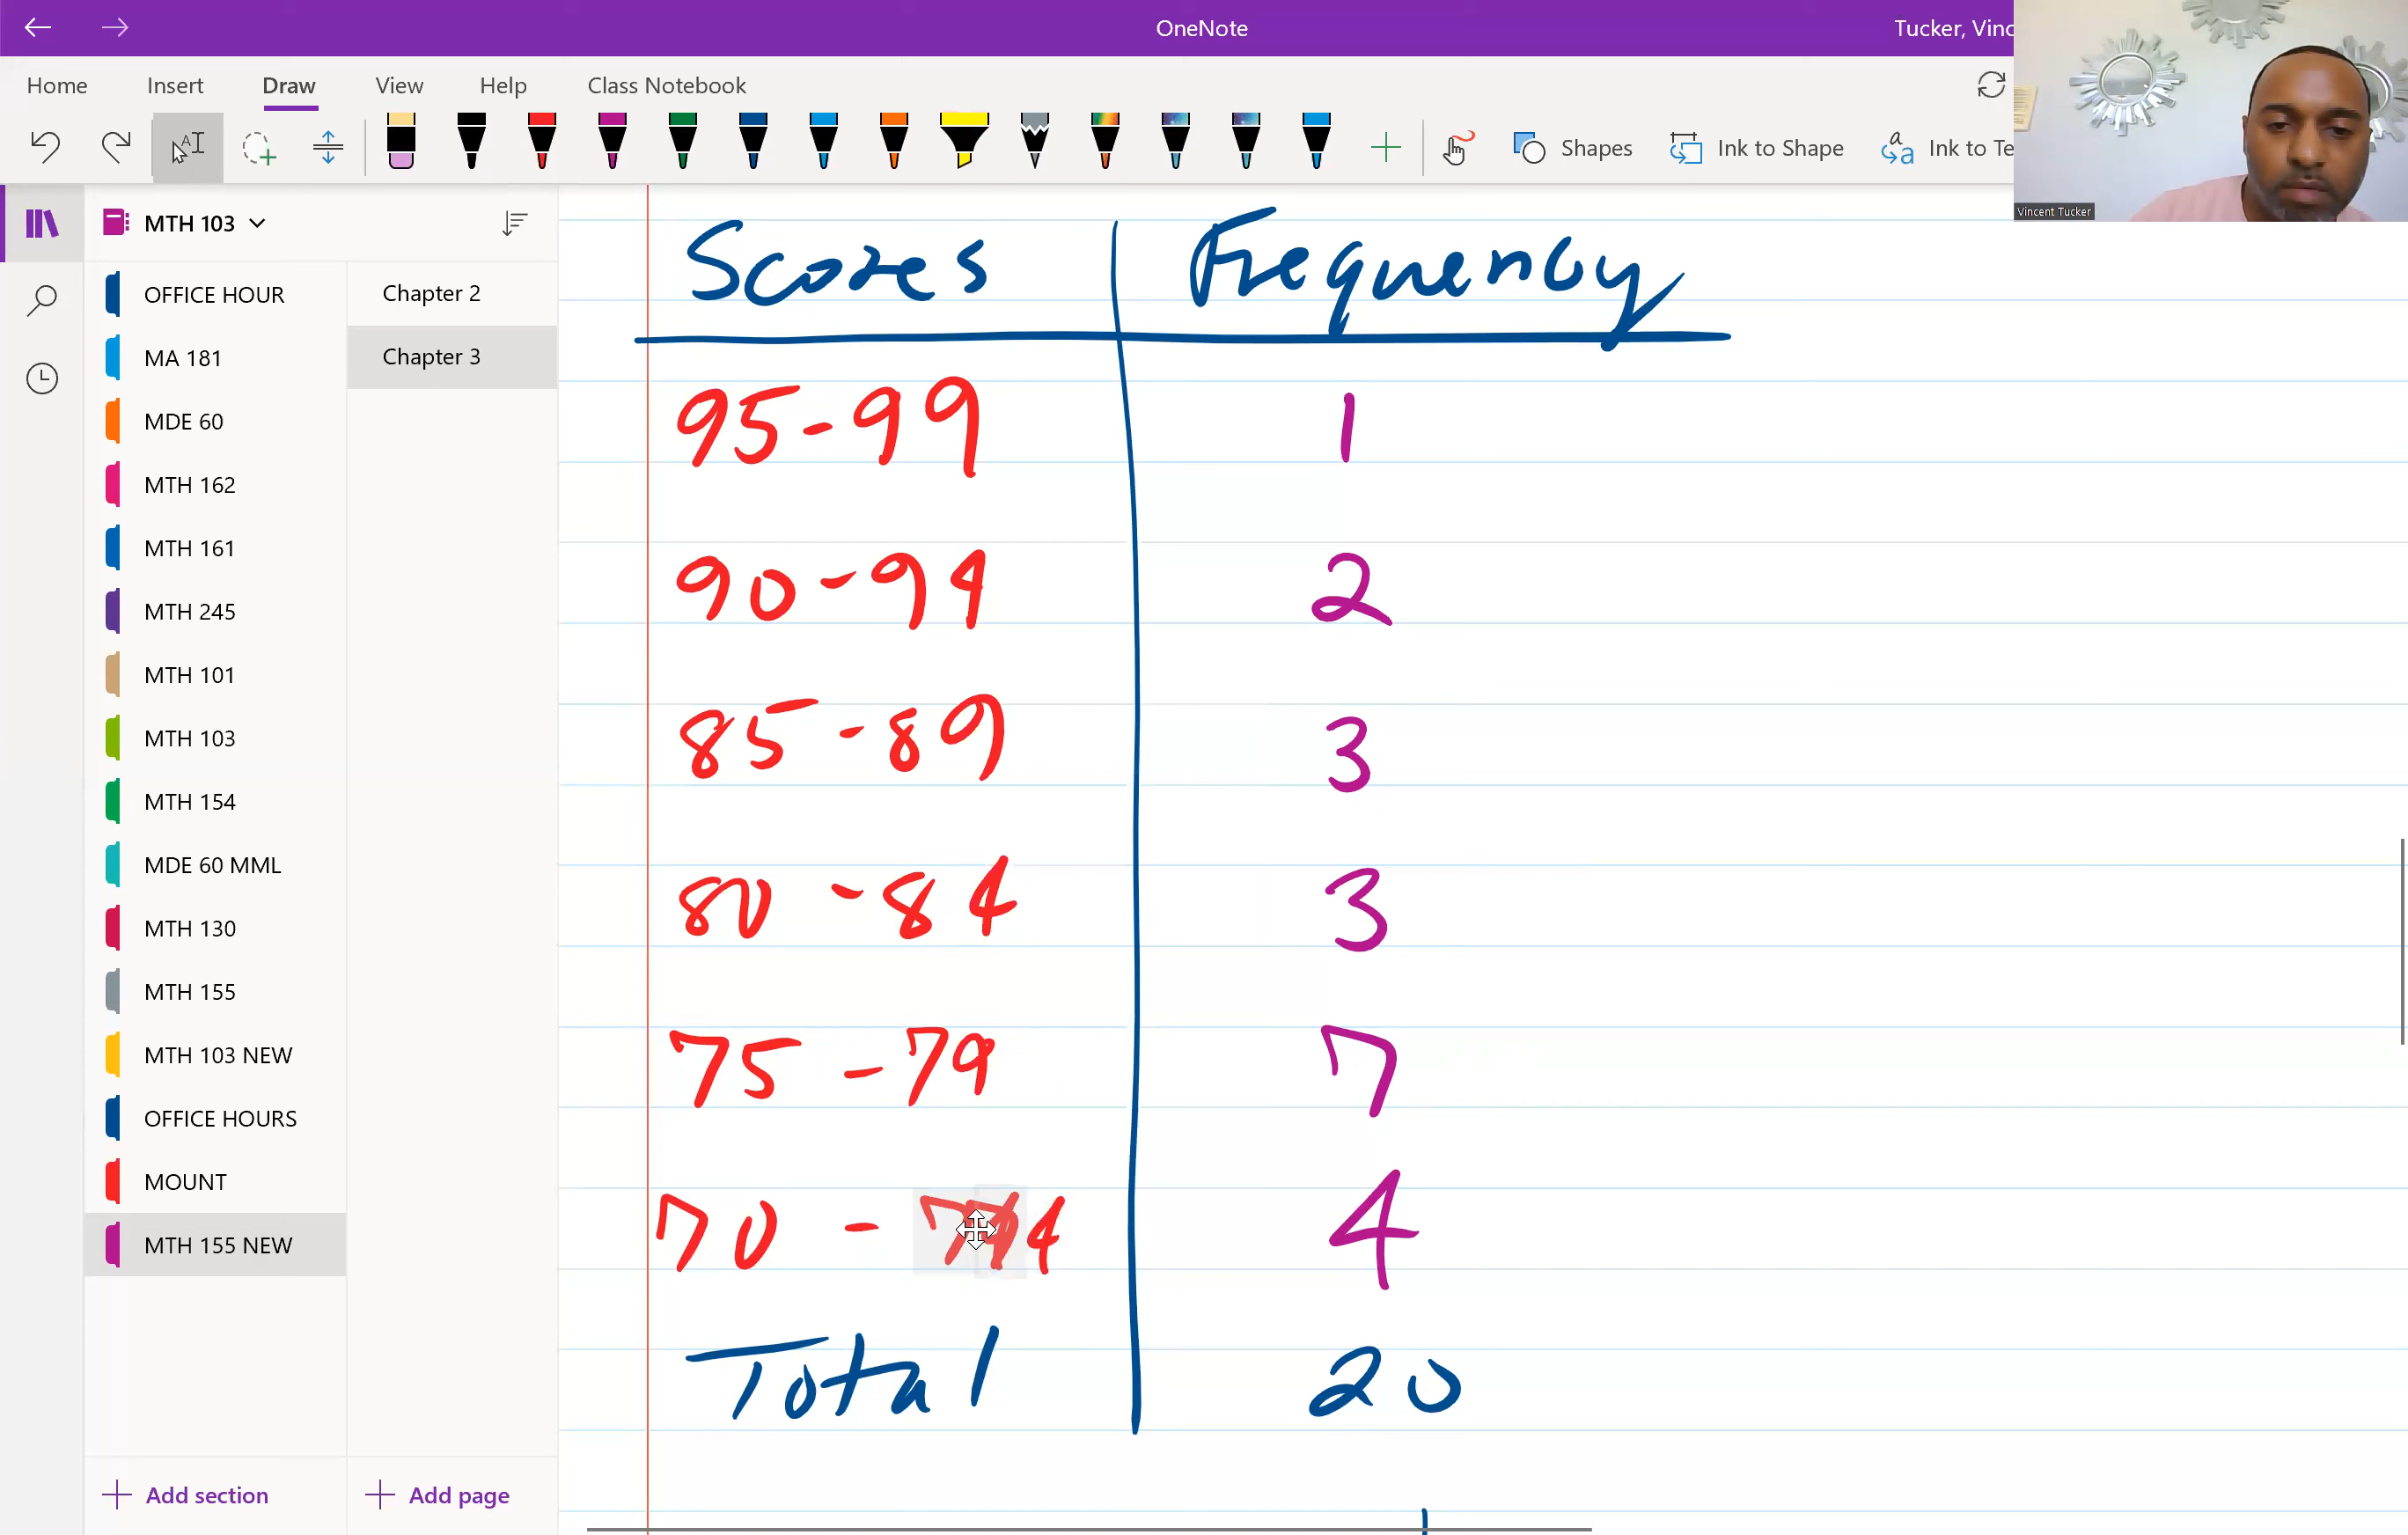 OneNote
Tucker, Vinc
Home Insert Draw View Help Class Notebook
Shapes Ink to Shape Ink to Te
Vincent Tucker
MTH 103
OFFICE HOUR
MA 181
MDE 60
MTH 162
MTH 161
MTH 245
MTH 101
MTH 103
MTH 154
MDE 60 MML
MTH 130
MTH 155
MTH 103 NEW
OFFICE HOURS
MOUNT
MTH 155 NEW
Add section
Chapter 2
Chapter 3
Add page
Scores Frequency
95-99 1
90-94 2
85-89 3
80-84 3
75-79 7
70- 4
Total 20